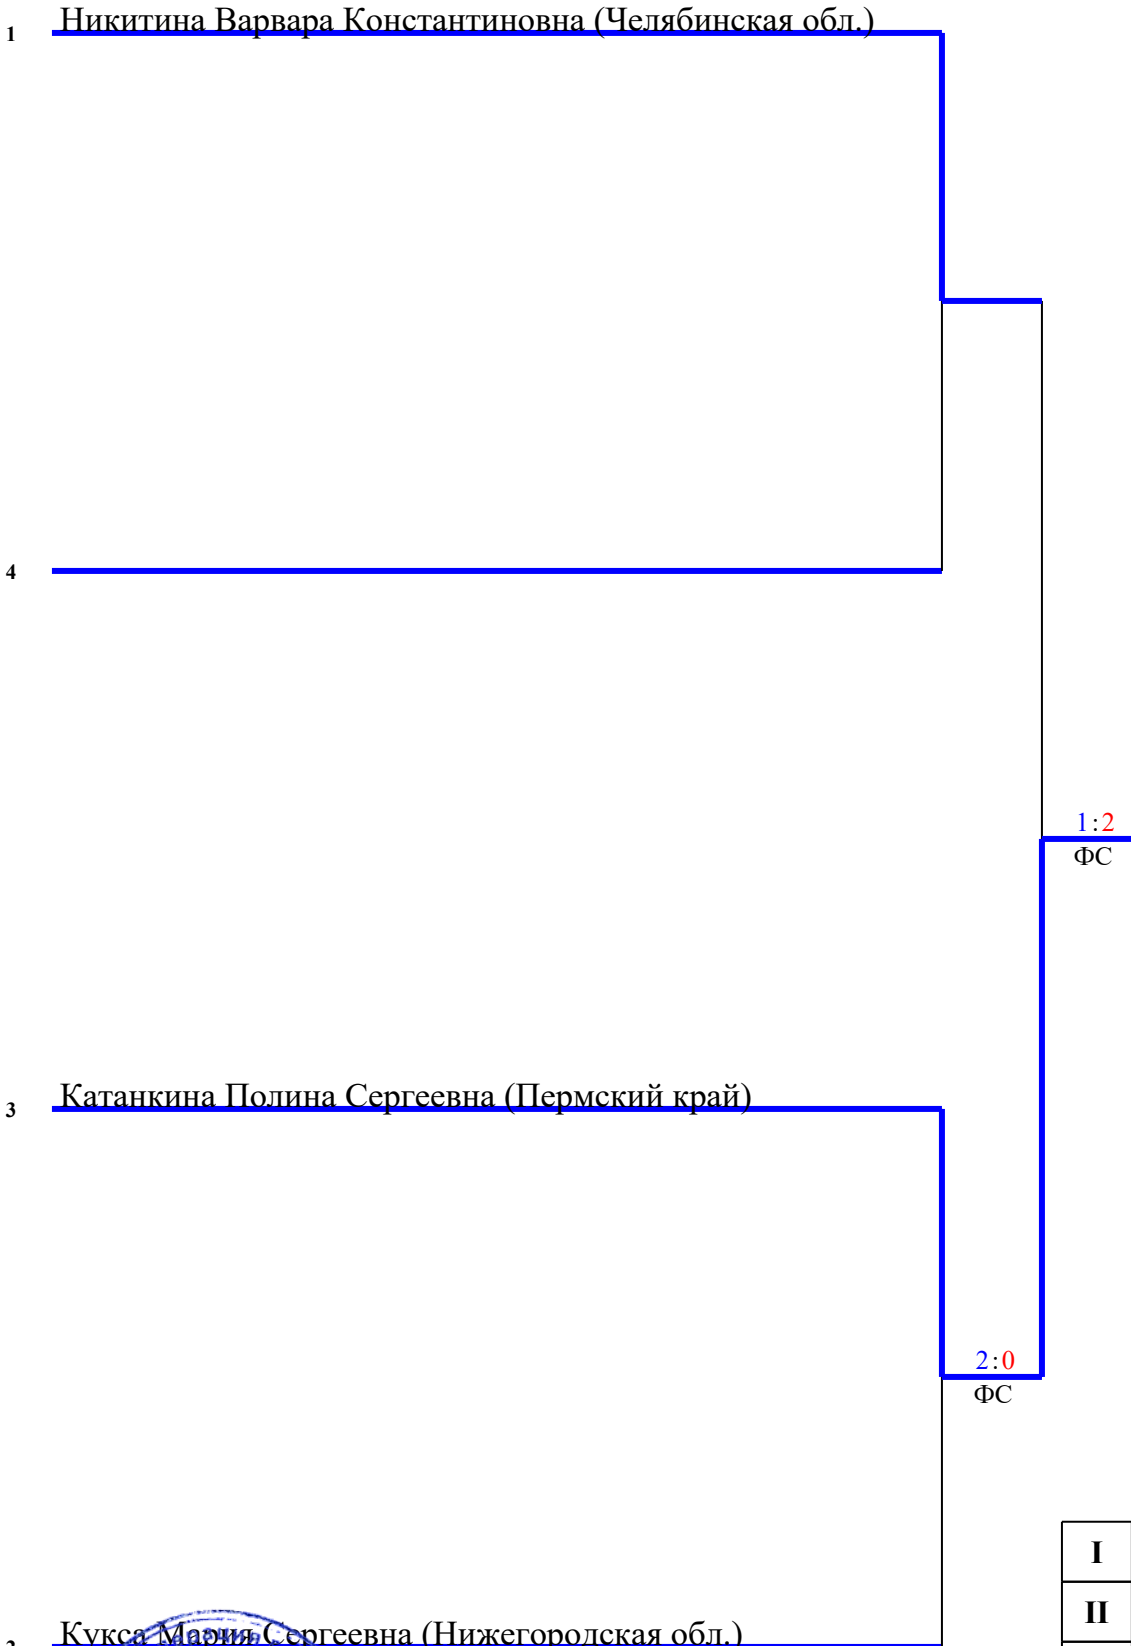 1 Никитина Варвара Константиновна (Челябинская обл.)
4
1:2
ФС
3 Катанкина Полина Сергеевна (Пермский край)
2:0
ФС
I
II
Кукса Мария Сергеевна (Нижегородская обл.)